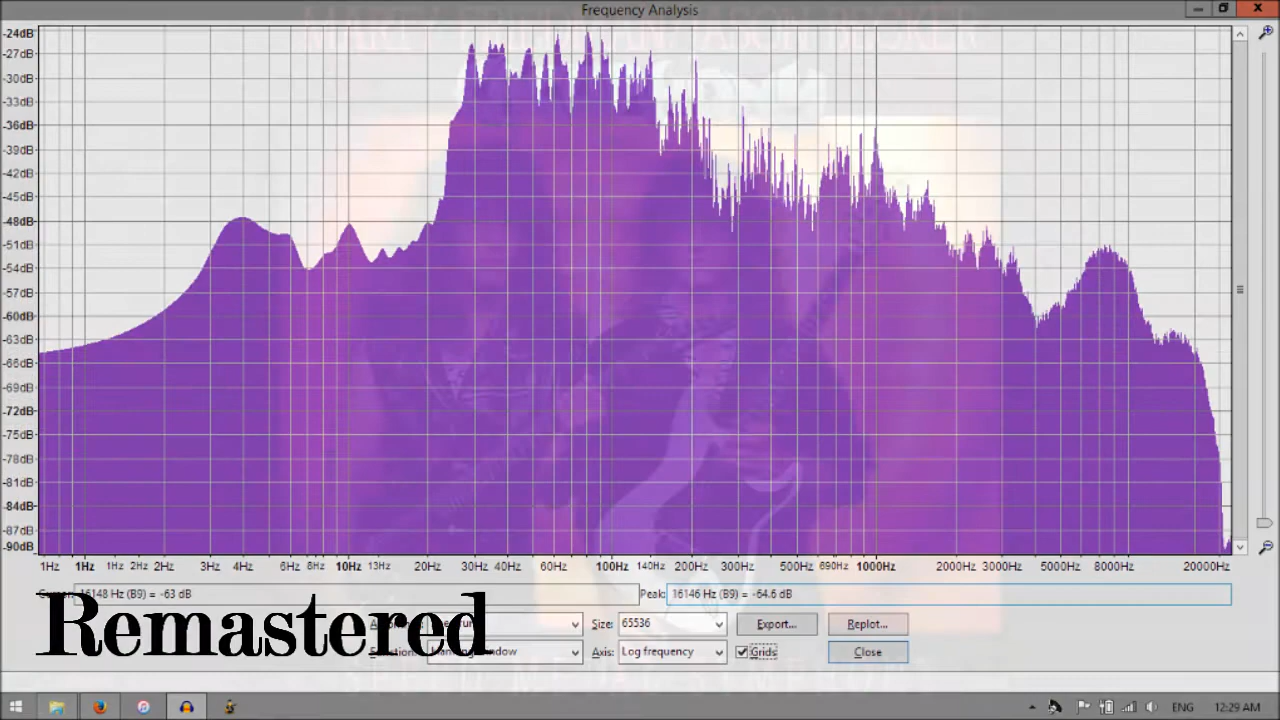 Frequency Analysis
-24dB
-27dB
-30dB
-33dB
-36dB
-39dB
-42dB
-45dB
-48dB
-51dB
-54dB
-57dB
-60dB
-63dB
-66dB
-69dB
-72dB
-75dB
-78dB
-81dB
-84dB
-87dB
-90dB
1Hz 1Hz 1Hz 2Hz 2Hz 3Hz 4Hz 6Hz 8Hz 10Hz 13Hz 20Hz 30Hz 40Hz 60Hz 100Hz 140Hz 200Hz 300Hz 500Hz 690Hz 1000Hz 2000Hz 3000Hz 5000Hz 8000Hz 20000Hz
Cursor: 16148 Hz (B9) = -63 dB Peak: 16146 Hz (B9) = -64.6 dB
Size: 65536 Export... Replot...
Axis: Log frequency Grids Close
Remastered
ENG 12:29 AM